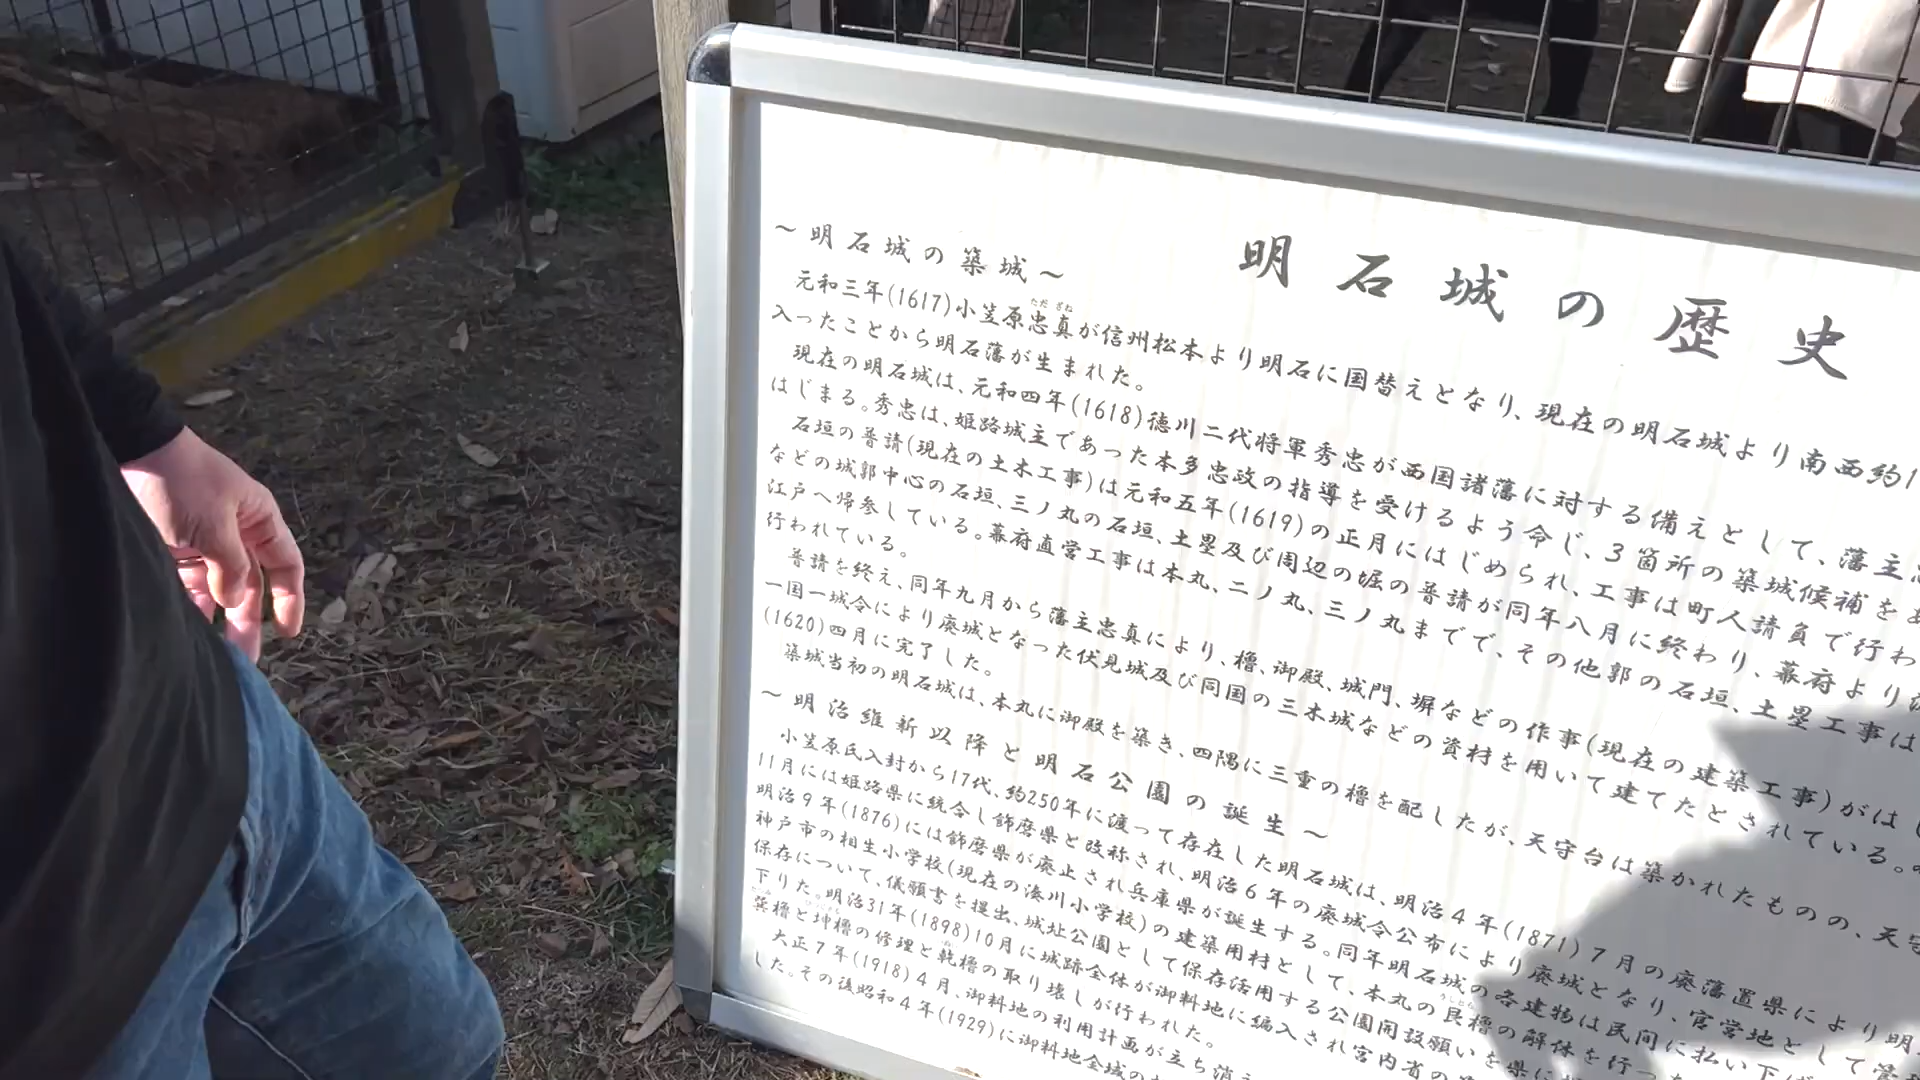 明石城の歴史
～明石城の築城～
元和三年(1617)小笠原忠真が信州松本より明石に国替えとなり、現在の明石城より南西約1
ただざね
入ったことから明石藩が生まれた。
現在の明石城は、元和四年(1618)徳川二代将軍秀忠が西国諸藩に対する備えとして、藩主
はじまる。秀忠は、姫路城主であった本多忠政の指導を受けるよう命じ、3箇所の築城候補を
石垣の普請(現在の土木工事)は元和五年(1619)の正月にはじめられ、工事は町人請負で行わ
などの城郭中心の石垣、三ノ丸の石垣、土塁及び周辺の堀の普請が同年八月に終わり、幕府より
江戸へ帰参している。幕府直営工事は本丸、二ノ丸、三ノ丸までで、その他郭の石垣、土塁工事は
行われている。
普請を終え、同年九月から藩主忠真により、櫓、御殿、城門、塀などの作事(現在の建築工事)がは
一国一城令により廃城となった伏見城及び同国の三木城などの資材を用いて建てたとされている。
(1620)四月に完了した。
築城当初の明石城は、本丸に御殿を築き、四隅に三重の櫓を配したが、天守台は築かれたものの、天守
～明治維新以降と明石公園の誕生～
小笠原氏入封から17代、約250年に渡って存在した明石城は、明治4年(1871)7月の廃藩置県により明
11月には姫路県に統合し飾磨県と改称され、明治6年の廃城令公布により廃城となり、官営地として
明治9年(1876)には飾磨県が廃止され兵庫県が誕生する。同年明石城の各建物は民間に払い下
神戸市の相生小学校(現在の湊川小学校)の建築用材として、本丸の艮櫓の解体を行っ
うしとら
保存について、儀願書を提出、城址公園として保存活用する公園開設願いを県に
下りた。明治31年(1898)10月に城跡全体が御料地に編入され宮内省の
巽櫓と坤櫓の修理と乾櫓の取り壊しが行われた。
大正7年(1918)4月、御料地の利用計画が立ち消
した。その後昭和4年(1929)に御料地全域の